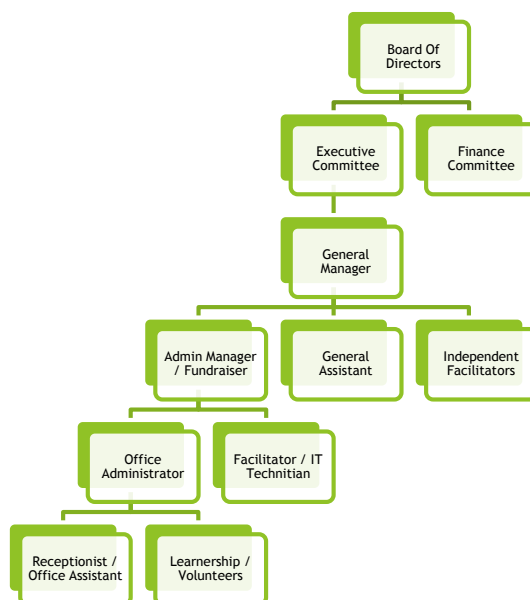 Board Of
Directors
Executive
Committee
Finance
Committee
General
Manager
Admin Manager
/ Fundraiser
General
Assistant
Independent
Facilitators
Office
Administrator
Facilitator / IT
Technitian
Receptionist /
Office Assistant
Learnership /
Volunteers